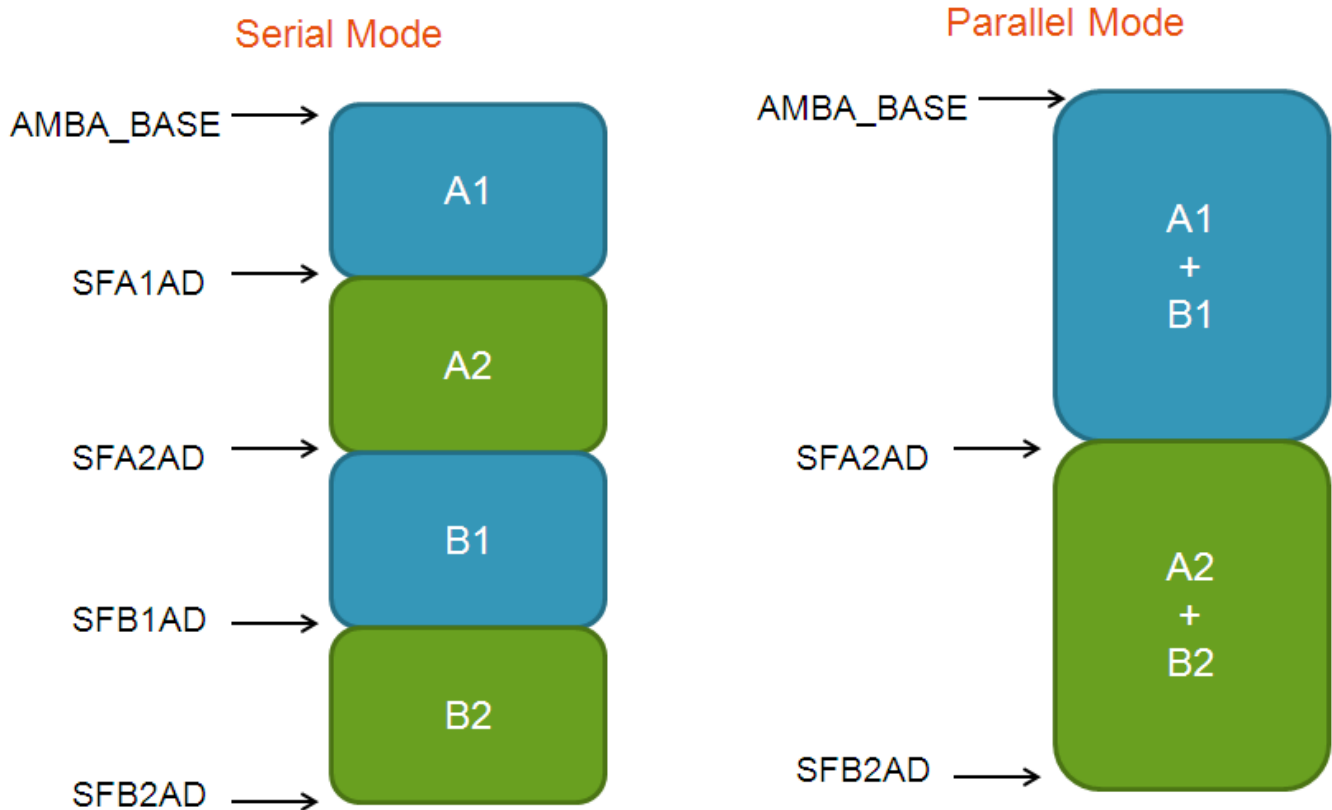 Serial Mode
AMBA_BASE
A1
SFA1AD
A2
SFA2AD
B1
SFB1AD
B2
SFB2AD
Parallel Mode
AMBA_BASE
A1
+
B1
SFA2AD
A2
+
B2
SFB2AD